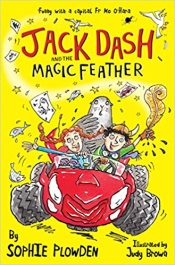 funny with a capital F! Mo O'Hara
JACK DASH
AND THE
MAGIC FEATHER
By
SOPHIE PLOWDEN
Illustrated by
Judy Brown